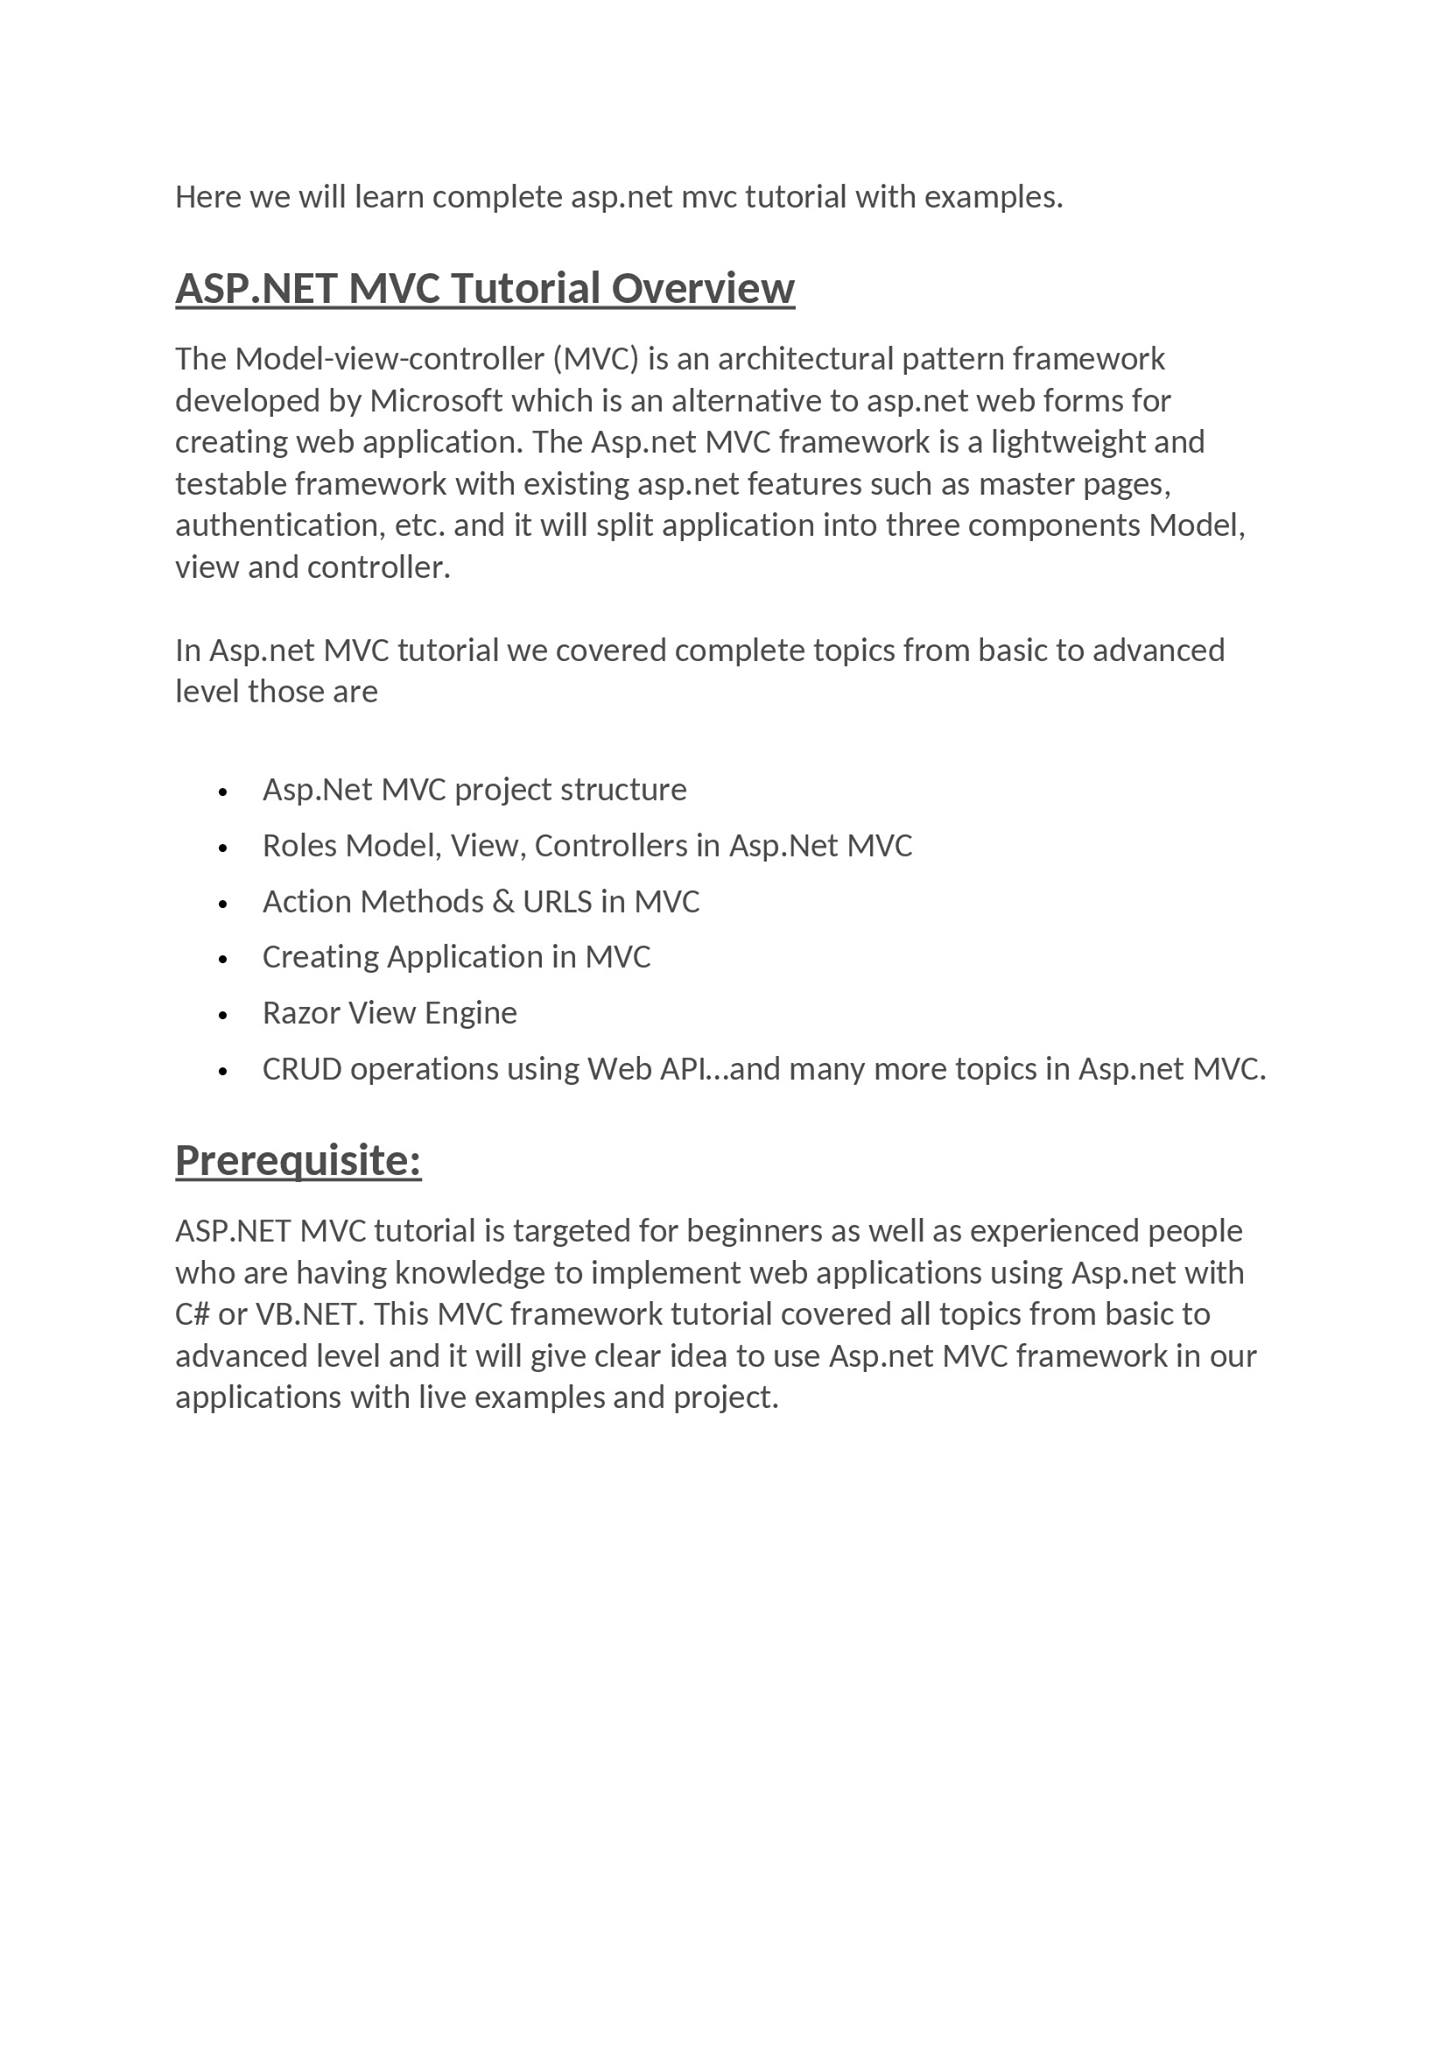 Here we will learn complete asp.net mvc tutorial with examples.
ASP.NET MVC Tutorial Overview
The Model-view-controller (MVC) is an architectural pattern framework
developed by Microsoft which is an alternative to asp.net web forms for
creating web application. The Asp.net MVC framework is a lightweight and
testable framework with existing asp.net features such as master pages,
authentication, etc. and it will split application into three components Model,
view and controller.
In Asp.net MVC tutorial we covered complete topics from basic to advanced
level those are
• Asp.Net MVC project structure
• Roles Model, View, Controllers in Asp.Net MVC
• Action Methods & URLS in MVC
• Creating Application in MVC
• Razor View Engine
• CRUD operations using Web API…and many more topics in Asp.net MVC.
Prerequisite:
ASP.NET MVC tutorial is targeted for beginners as well as experienced people
who are having knowledge to implement web applications using Asp.net with
C# or VB.NET. This MVC framework tutorial covered all topics from basic to
advanced level and it will give clear idea to use Asp.net MVC framework in our
applications with live examples and project.